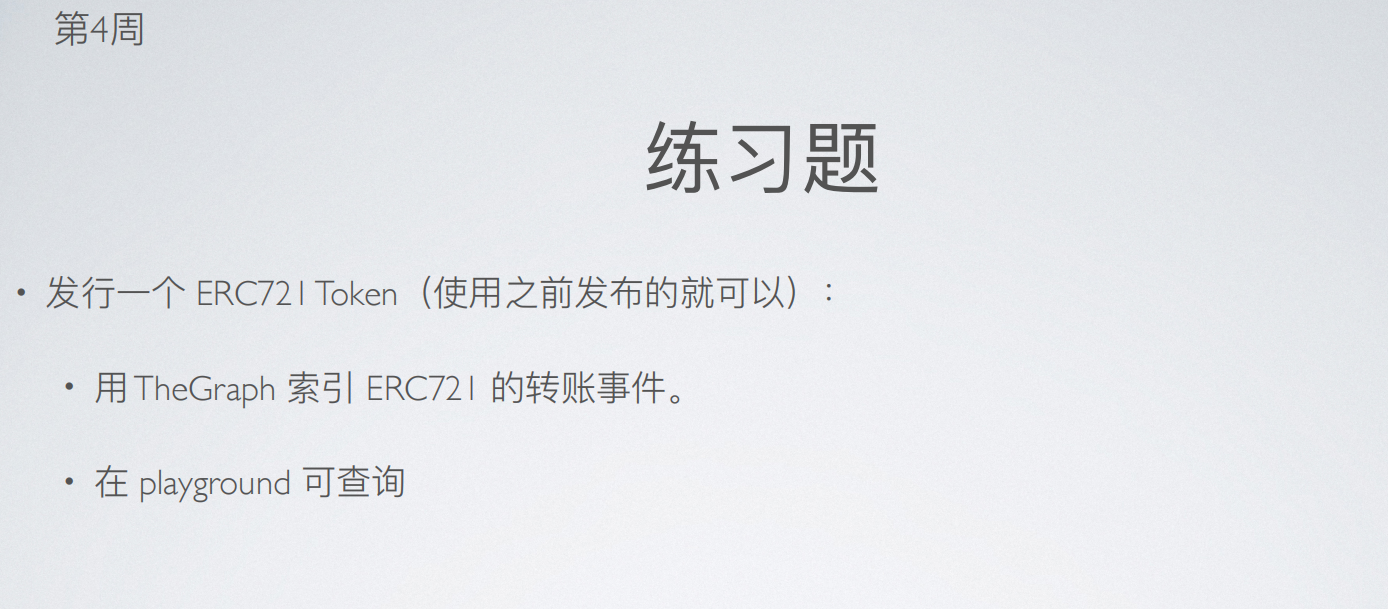 第4周
练习题
• 发行一个 ERC721 Token（使用之前发布的就可以）：
• 用 TheGraph 索引 ERC721 的转账事件。
• 在 playground 可查询